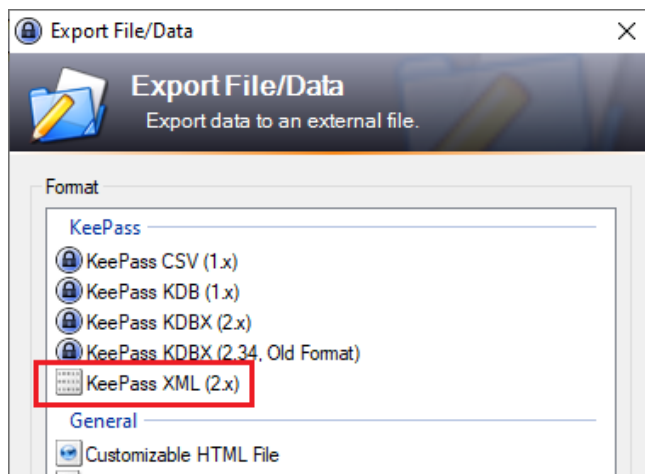 Export File/Data
Export File/Data
Export data to an external file.
Format
KeePass
KeePass CSV (1.x)
KeePass KDB (1.x)
KeePass KDBX (2.x)
KeePass KDBX (2.34, Old Format)
KeePass XML (2.x)
General
Customizable HTML File